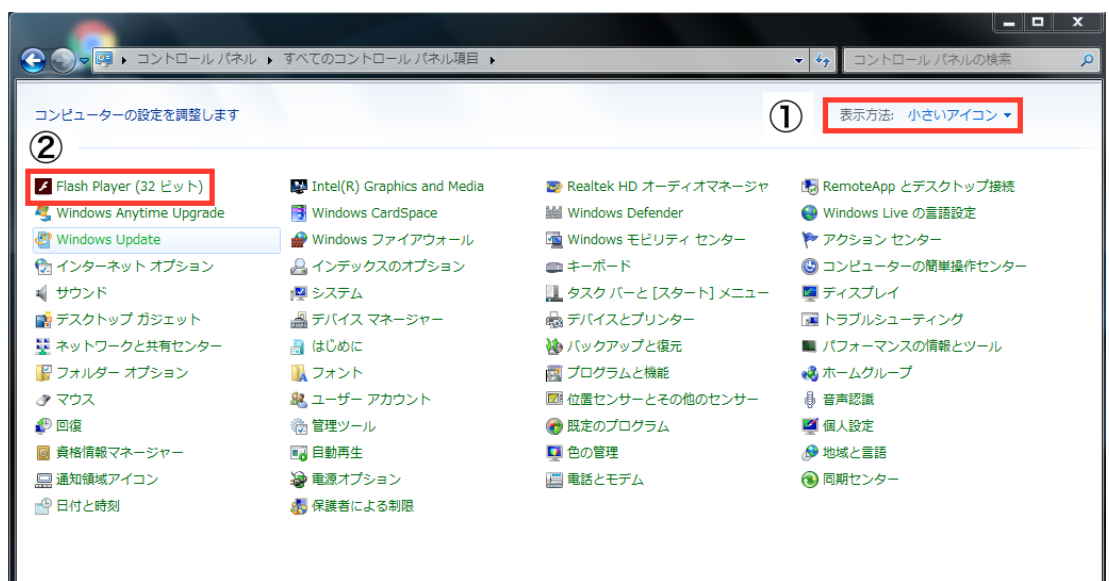 コントロール パネル ▸ すべてのコントロール パネル項目 ▸
コントロール パネルの検索
コンピューターの設定を調整します
① 表示方法: 小さいアイコン
②
Flash Player (32 ビット) Intel(R) Graphics and Media Realtek HD オーディオマネージャ RemoteApp とデスクトップ接続
Windows Anytime Upgrade Windows CardSpace Windows Defender Windows Live の言語設定
Windows Update Windows ファイアウォール Windows モビリティ センター アクション センター
インターネット オプション インデックスのオプション キーボード コンピューターの簡単操作センター
サウンド システム タスク バーと [スタート] メニュー ディスプレイ
デスクトップ ガジェット デバイス マネージャー デバイスとプリンター トラブルシューティング
ネットワークと共有センター はじめに バックアップと復元 パフォーマンスの情報とツール
フォルダー オプション フォント プログラムと機能 ホームグループ
マウス ユーザー アカウント 位置センサーとその他のセンサー 音声認識
回復 管理ツール 既定のプログラム 個人設定
資格情報マネージャー 自動再生 色の管理 地域と言語
通知領域アイコン 電源オプション 電話とモデム 同期センター
日付と時刻 保護者による制限